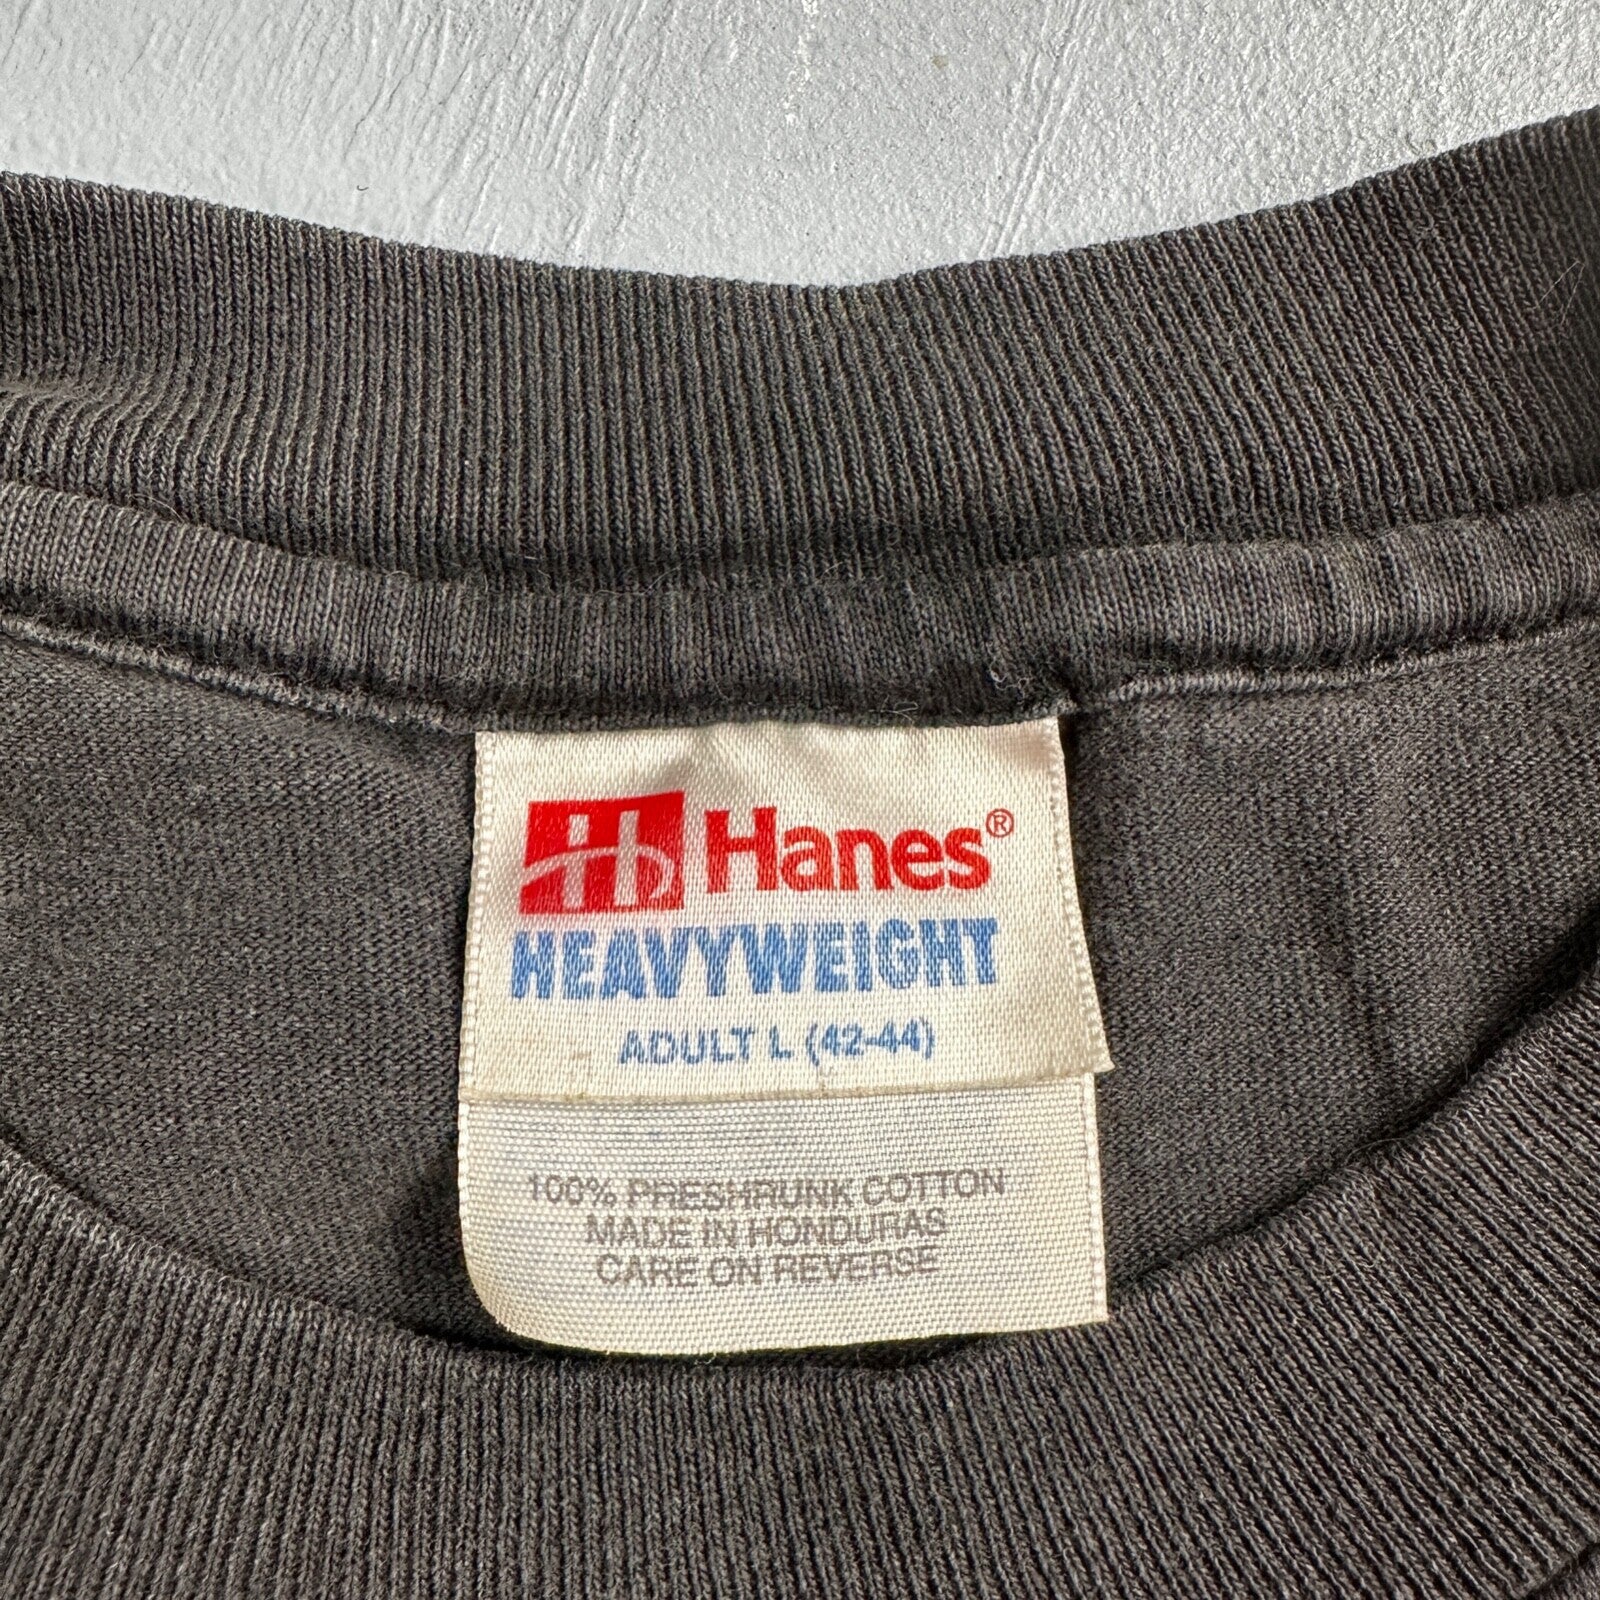 Hanes®
HEAVYWEIGHT
ADULT L (42-44)
100% PRESHRUNK COTTON
MADE IN HONDURAS
CARE ON REVERSE